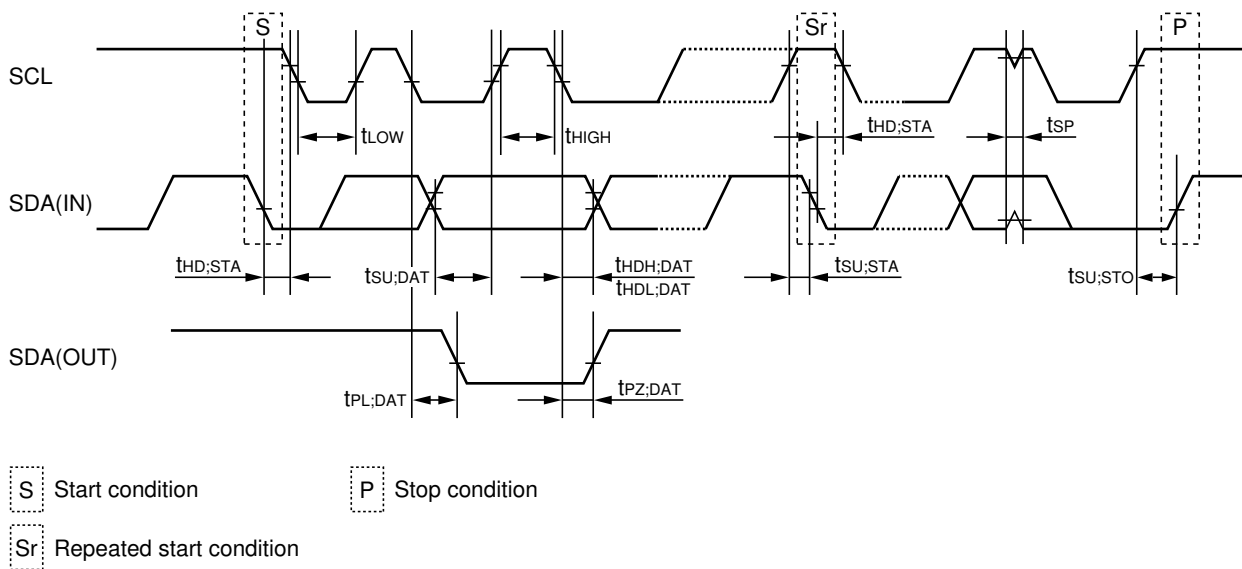 S Sr P
SCL
tLOW tHIGH tHD;STA tSP
SDA(IN)
tHD;STA tSU;DAT tHDH;DAT tSU;STA tSU;STO
tHDL;DAT
SDA(OUT)
tPL;DAT tPZ;DAT
S Start condition P Stop condition
Sr Repeated start condition